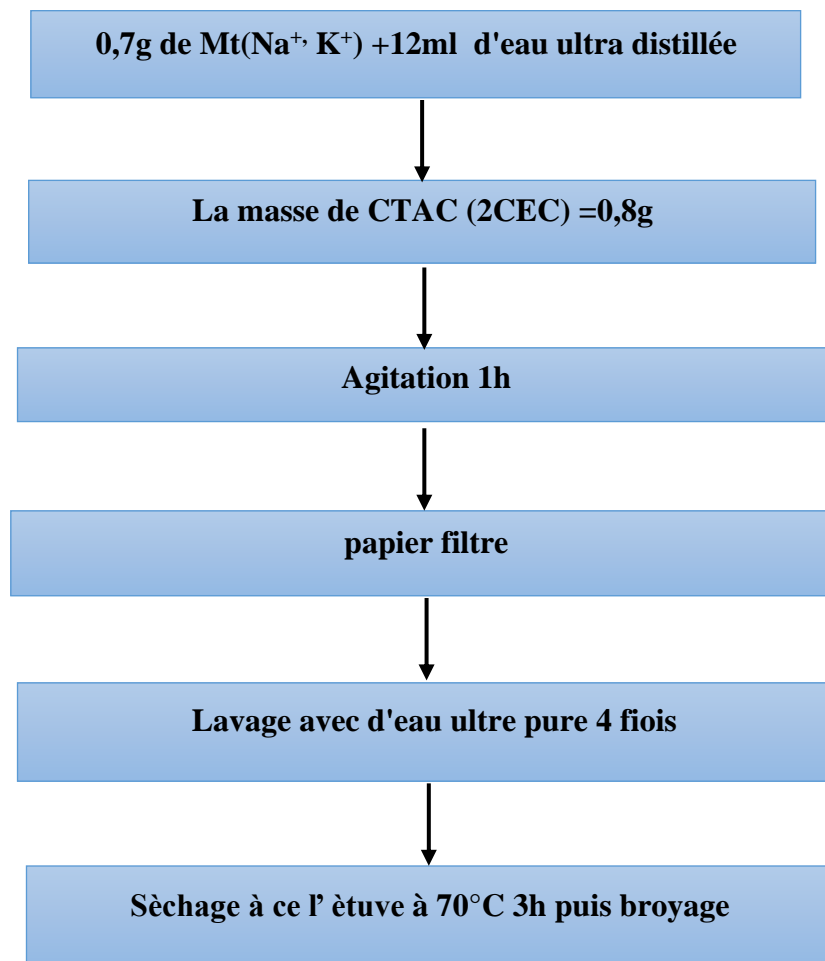 0,7g de Mt(Na⁺, K⁺) +12ml d'eau ultra distillée
La masse de CTAC (2CEC) =0,8g
Agitation 1h
papier filtre
Lavage avec d'eau ultre pure 4 fiois
Sèchage à ce l' ètuve à 70°C 3h puis broyage